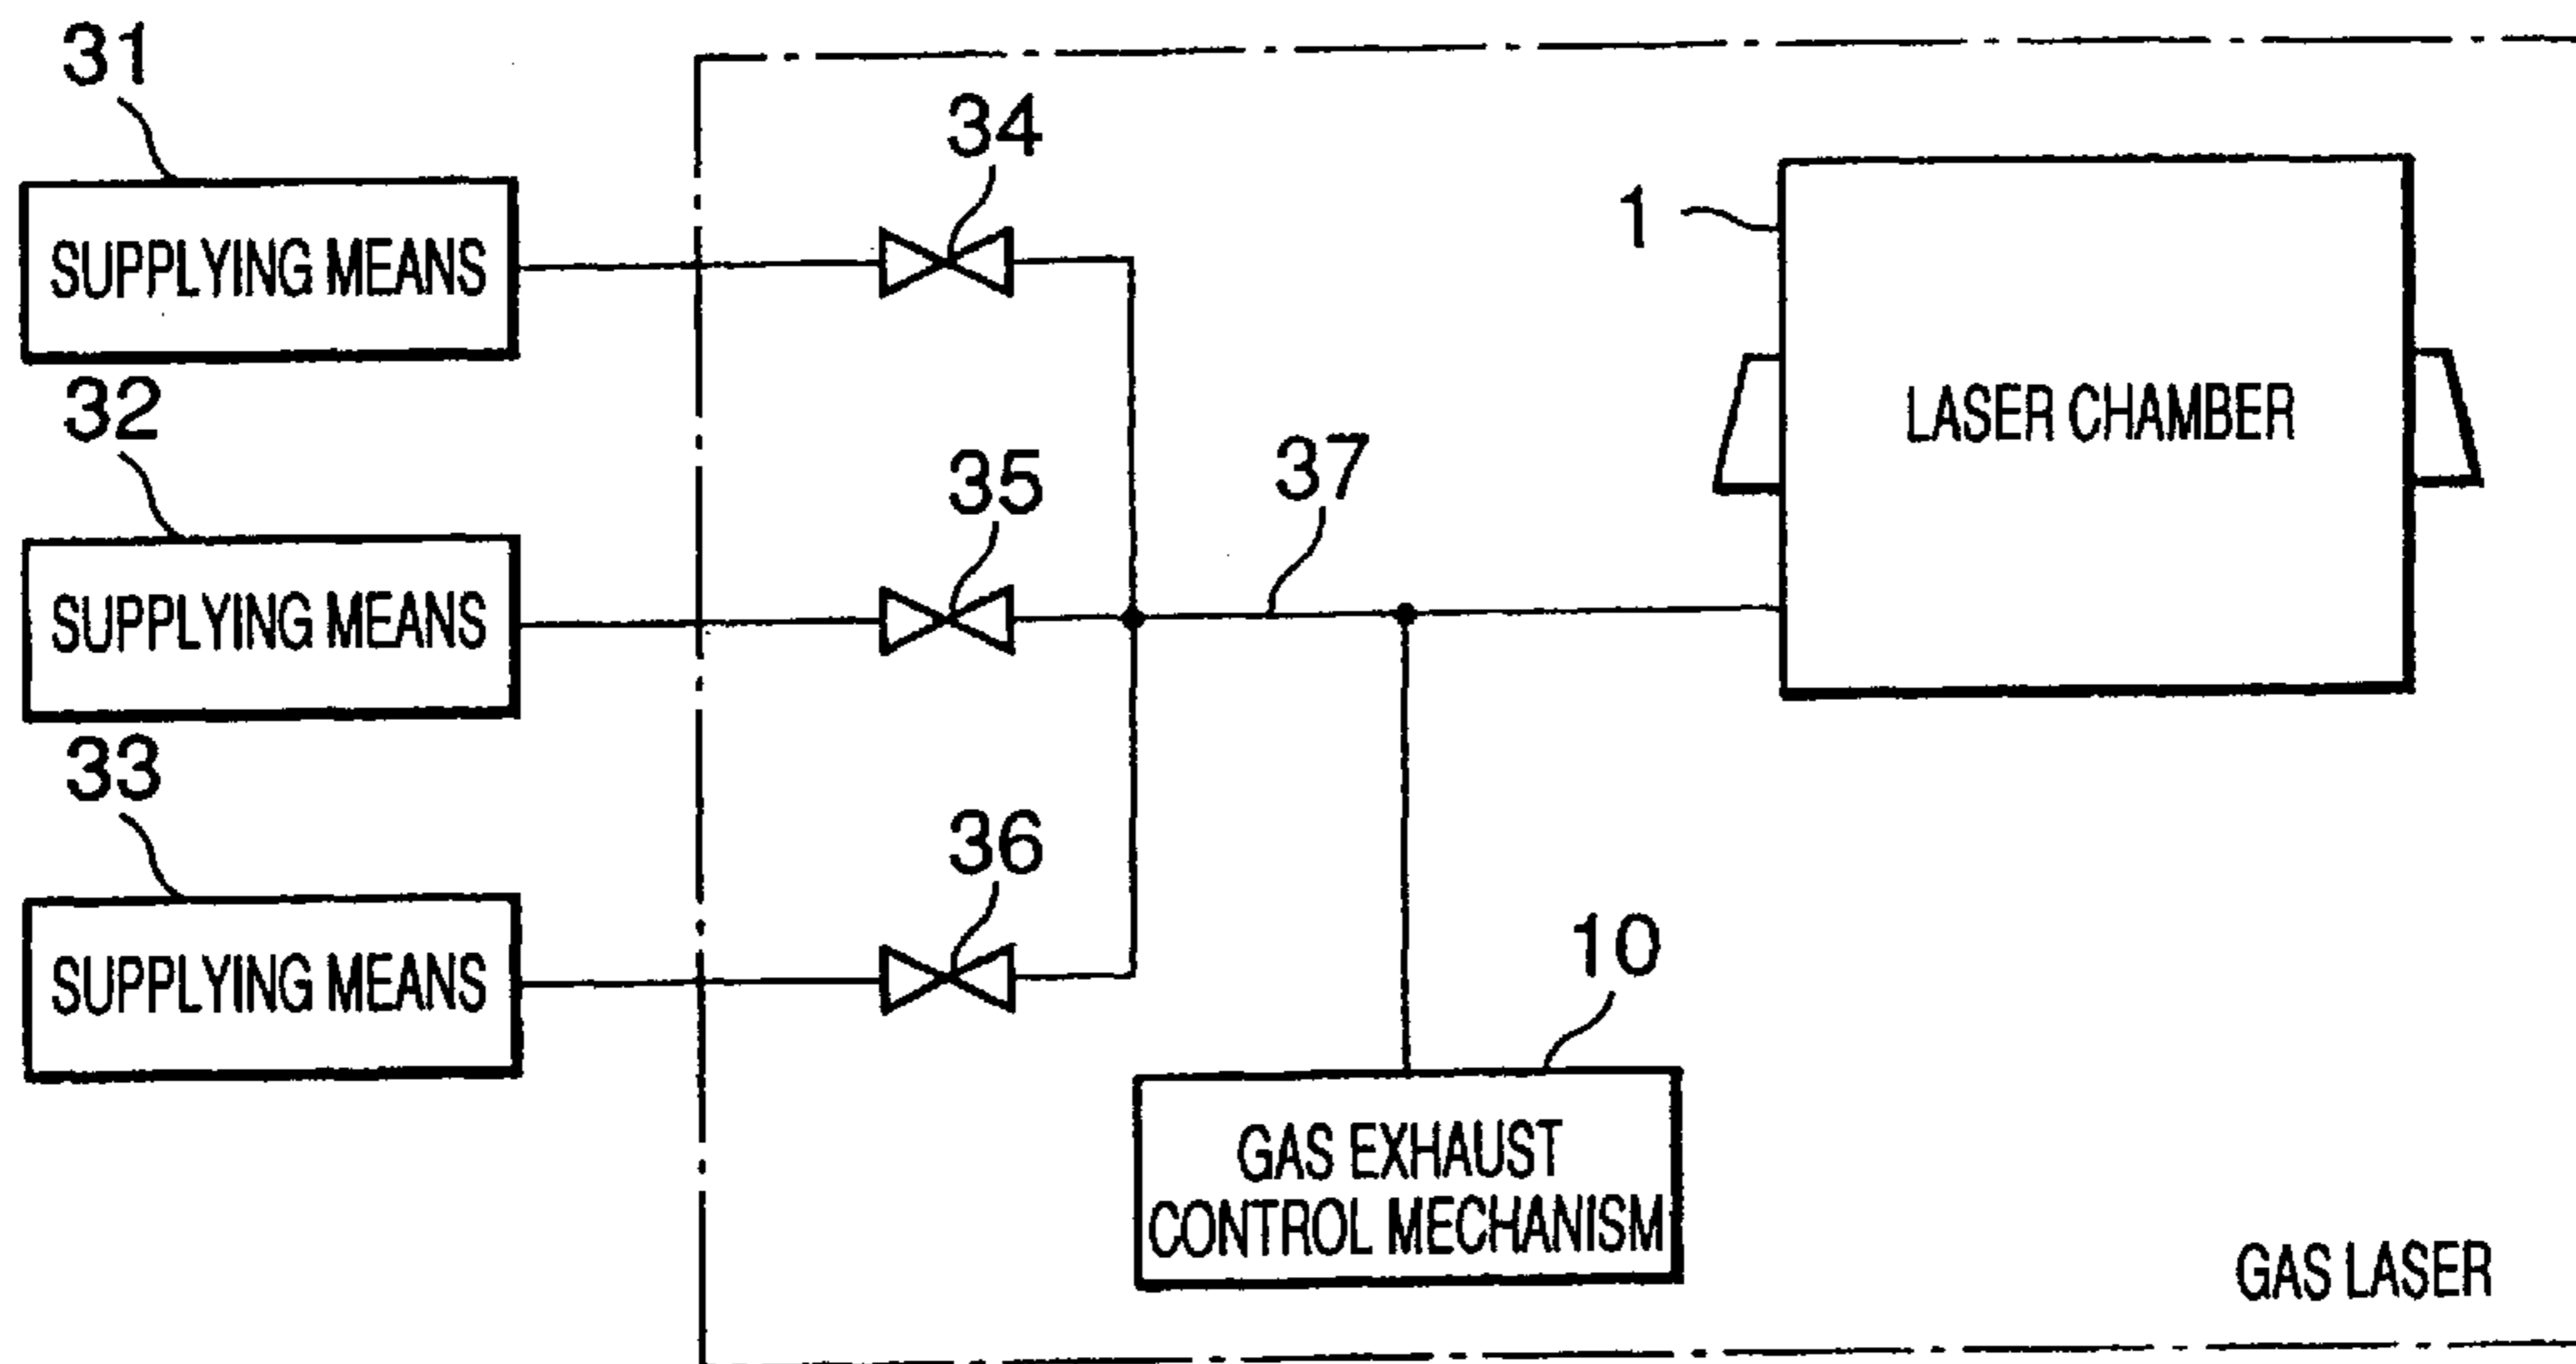 31
SUPPLYING MEANS
34
1
LASER CHAMBER
32
SUPPLYING MEANS
35
37
33
SUPPLYING MEANS
36
10
GAS EXHAUST
CONTROL MECHANISM
GAS LASER